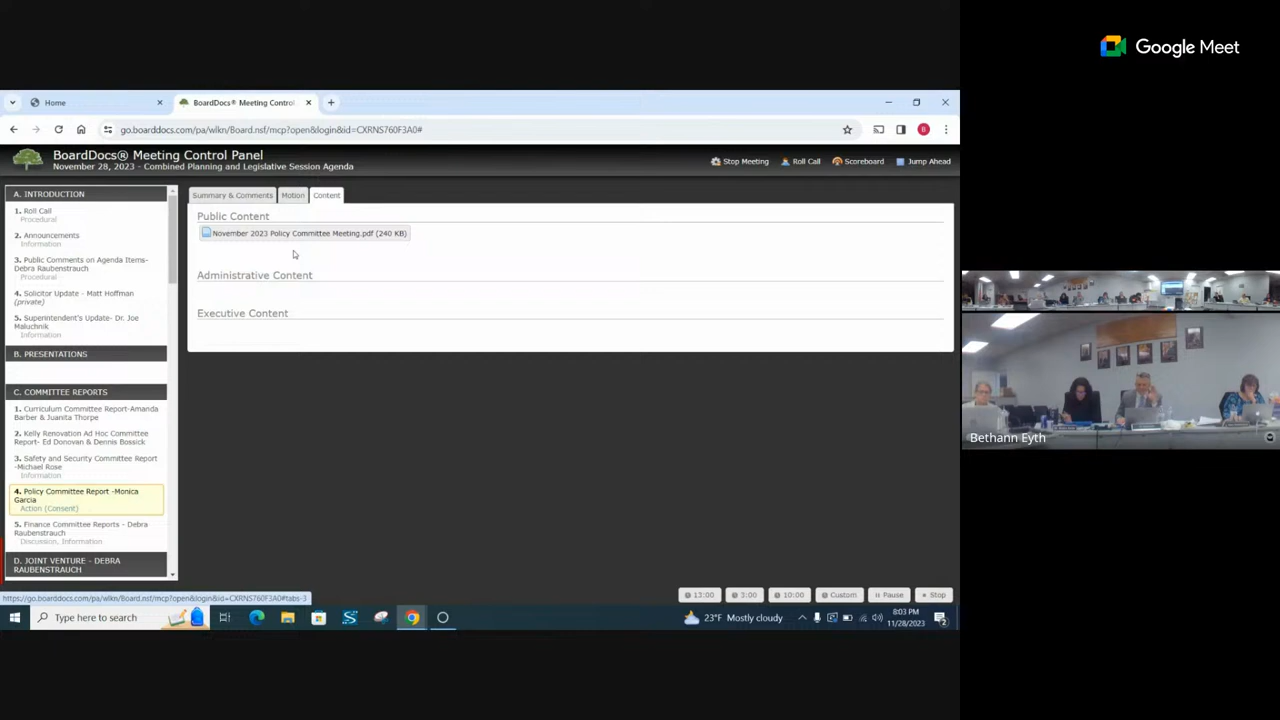 Google Meet
Home
BoardDocs® Meeting Control
go.boarddocs.com/pa/wlkn/Board.nsf/mcp?open&login&id=CXRNS760F3A0#
B
BoardDocs® Meeting Control Panel
November 28, 2023 - Combined Planning and Legislative Session Agenda
Stop Meeting
Roll Call
Scoreboard
Jump Ahead
A. INTRODUCTION
1. Roll Call
Procedural
2. Announcements
Information
3. Public Comments on Agenda Items-
Debra Raubenstrauch
Procedural
4. Solicitor Update - Matt Hoffman
(private)
5. Superintendent's Update- Dr. Joe
Maluchnik
Information
B. PRESENTATIONS
C. COMMITTEE REPORTS
1. Curriculum Committee Report-Amanda
Barber & Juanita Thorpe
2. Kelly Renovation Ad Hoc Committee
Report- Ed Donovan & Dennis Bossick
3. Safety and Security Committee Report
-Michael Rose
Information
4. Policy Committee Report -Monica
Garcia
Action (Consent)
5. Finance Committee Reports - Debra
Raubenstrauch
Discussion, Information
D. JOINT VENTURE - DEBRA
RAUBENSTRAUCH
Summary & Comments
Motion
Content
Public Content
November 2023 Policy Committee Meeting.pdf (240 KB)
Administrative Content
Executive Content
Bethann Eyth
13:00
3:00
10:00
Custom
Pause
Stop
https://go.boarddocs.com/pa/wlkn/Board.nsf/mcp?open&login&id=CXRNS760F3A0#tabs-3
Type here to search
23°F Mostly cloudy
8:03 PM
11/28/2023
2